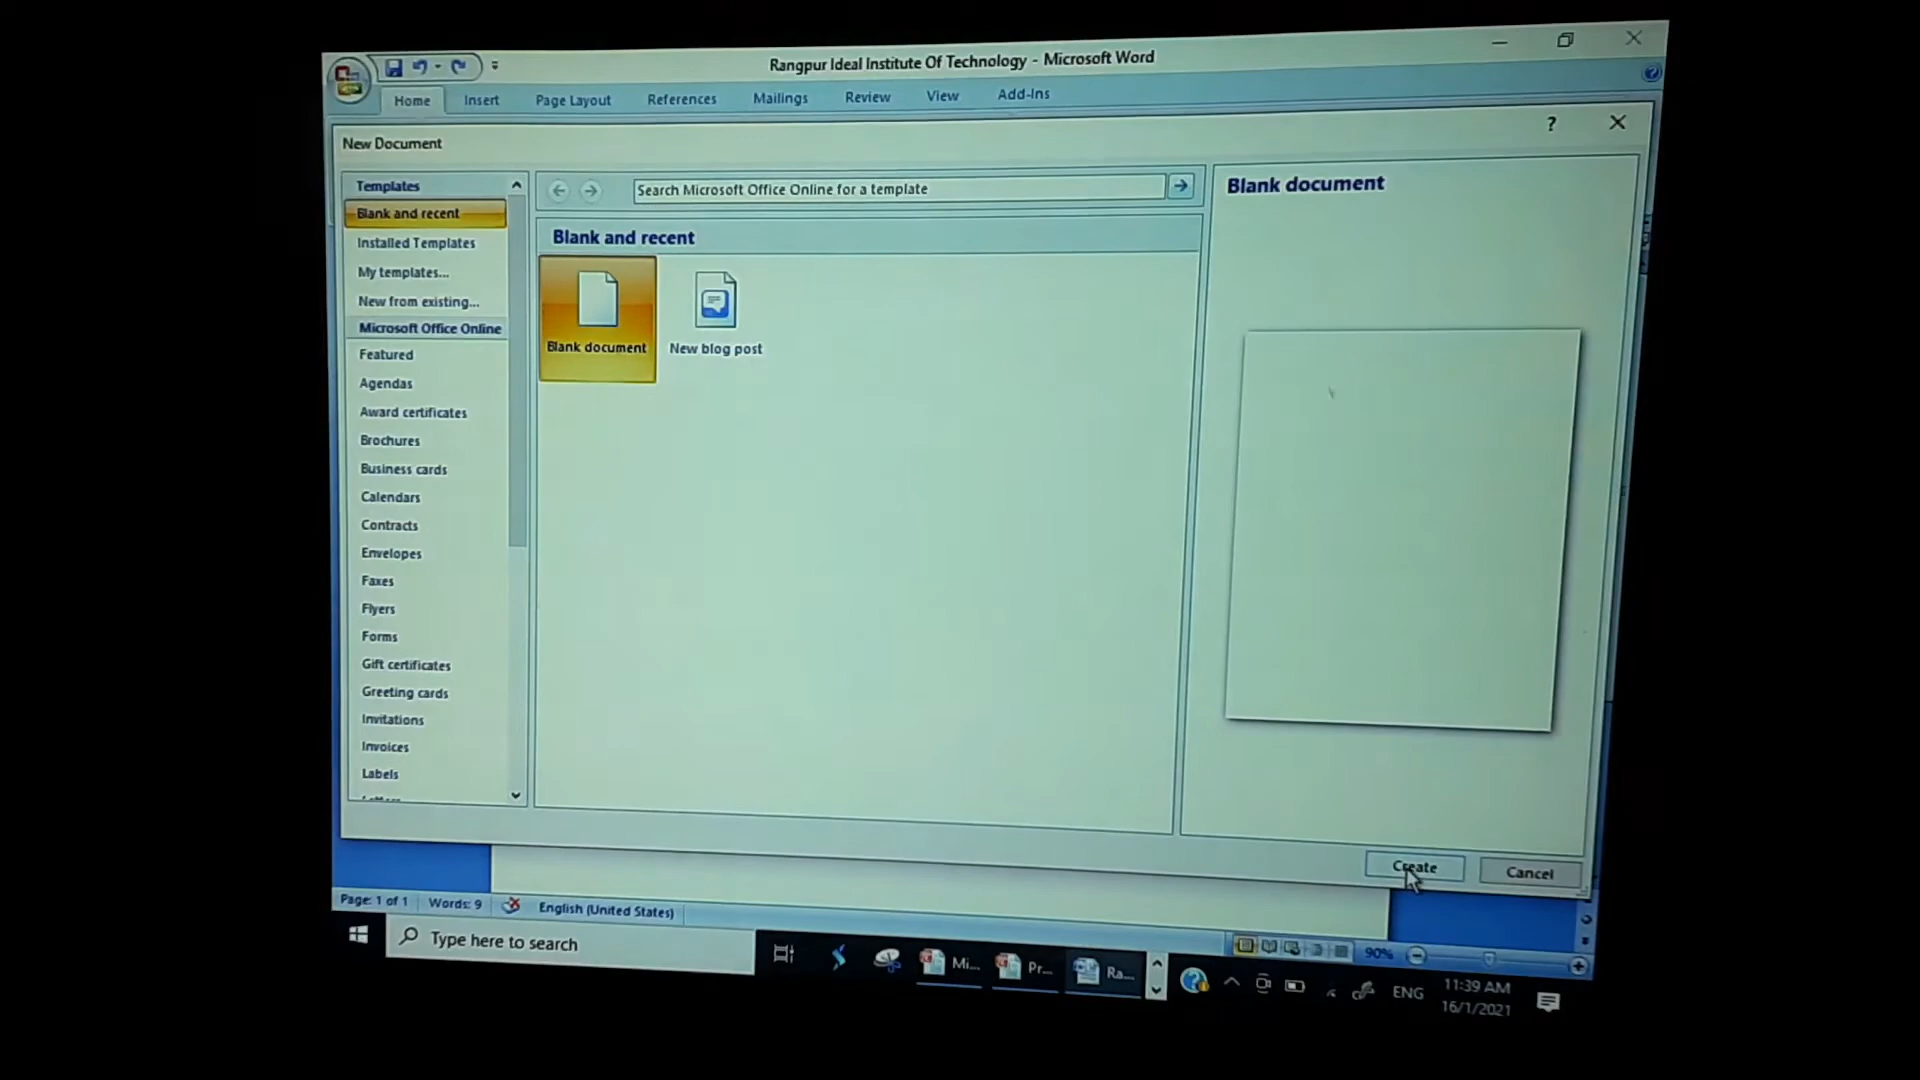 Rangpur Ideal Institute Of Technology - Microsoft Word
Home Insert Page Layout References Mailings Review View Add-Ins
New Document
?
Templates
Blank and recent
Installed Templates
My templates...
New from existing...
Microsoft Office Online
Featured
Agendas
Award certificates
Brochures
Business cards
Calendars
Contracts
Envelopes
Faxes
Flyers
Forms
Gift certificates
Greeting cards
Invitations
Invoices
Labels
Search Microsoft Office Online for a template
Blank and recent
Blank document
New blog post
Blank document
Create
Cancel
Page: 1 of 1 Words: 9 English (United States)
90%
Type here to search
Mi...
Pr...
Ra...
ENG
11:39 AM
16/1/2021